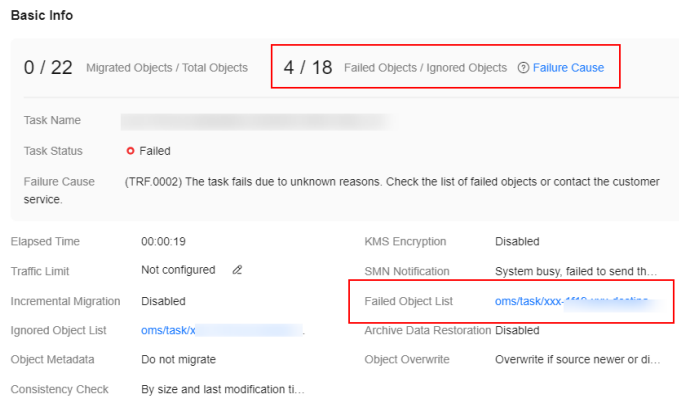 Basic Info
0 / 22 Migrated Objects / Total Objects 4 / 18 Failed Objects / Ignored Objects ? Failure Cause
Task Name
Task Status Failed
Failure Cause (TRF.0002) The task fails due to unknown reasons. Check the list of failed objects or contact the customer
service.
Elapsed Time 00:00:19 KMS Encryption Disabled
Traffic Limit Not configured SMN Notification System busy, failed to send th...
Incremental Migration Disabled Failed Object List oms/task/xxx-
Ignored Object List oms/task/x Archive Data Restoration Disabled
Object Metadata Do not migrate Object Overwrite Overwrite if source newer or di...
Consistency Check By size and last modification ti...